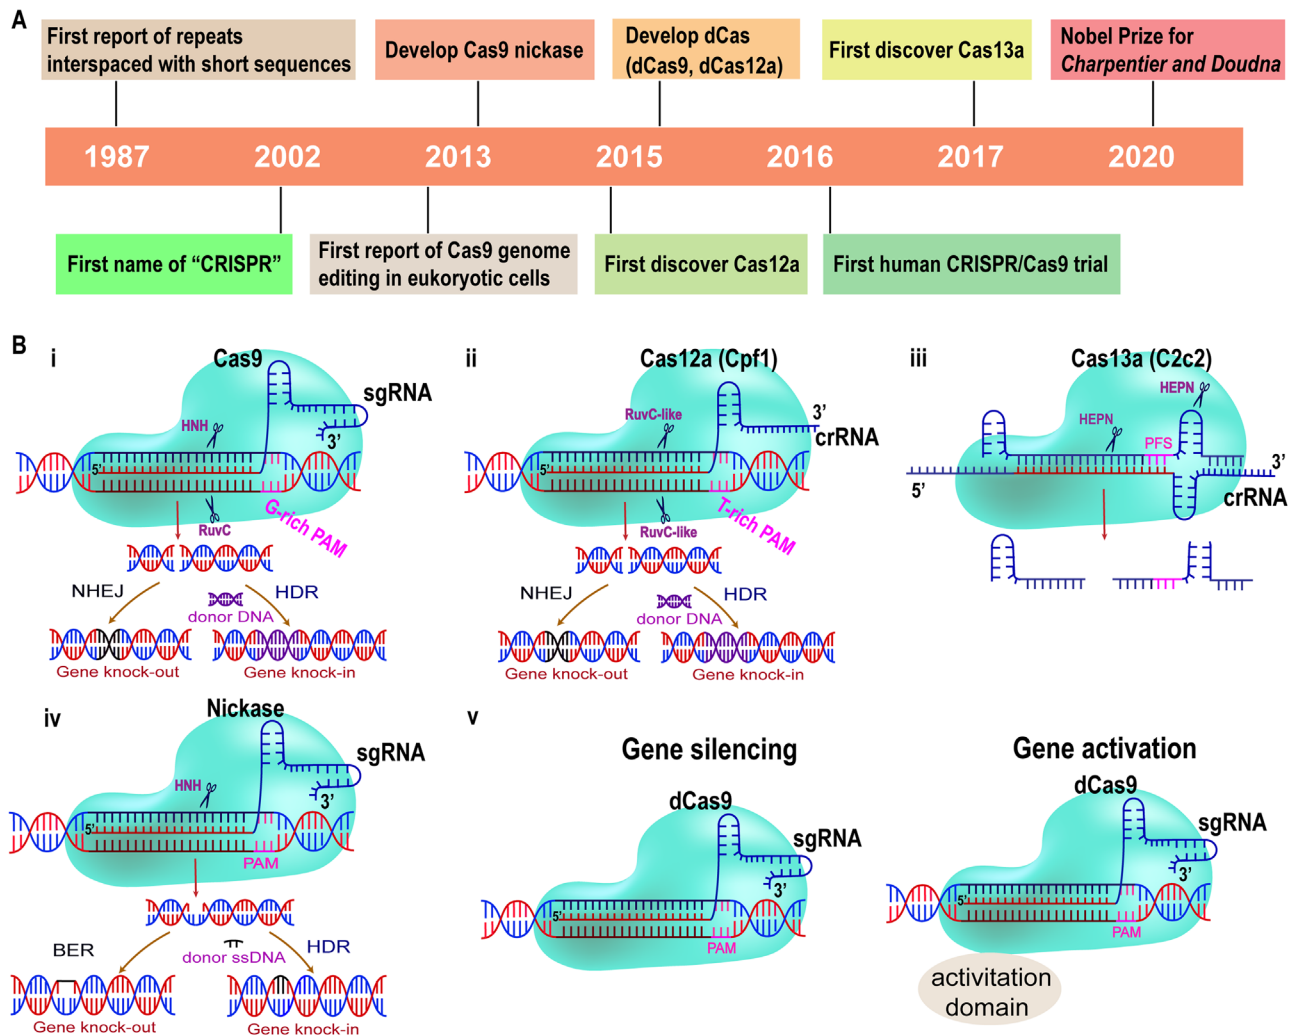 A
First report of repeats
interspaced with short sequences
Develop Cas9 nickase
Develop dCas
(dCas9, dCas12a)
First discover Cas13a
Nobel Prize for
Charpentier and Doudna
1987
2002
2013
2015
2016
2017
2020
First name of “CRISPR”
First report of Cas9 genome
editing in eukoryotic cells
First discover Cas12a
First human CRISPR/Cas9 trial
B
i
Cas9
sgRNA
HNH
3’
5’
RuvC
G-rich PAM
NHEJ
HDR
donor DNA
Gene knock-out
Gene knock-in
ii
Cas12a (Cpf1)
RuvC-like
3’
crRNA
5’
RuvC-like
T-rich PAM
NHEJ
HDR
donor DNA
Gene knock-out
Gene knock-in
iii
Cas13a (C2c2)
HEPN
HEPN
PFS
3’
5’
crRNA
iv
Nickase
sgRNA
HNH
3’
5’
PAM
BER
HDR
donor ssDNA
Gene knock-out
Gene knock-in
v
Gene silencing
dCas9
sgRNA
3’
5’
PAM
Gene activation
dCas9
sgRNA
3’
5’
PAM
activitation
domain